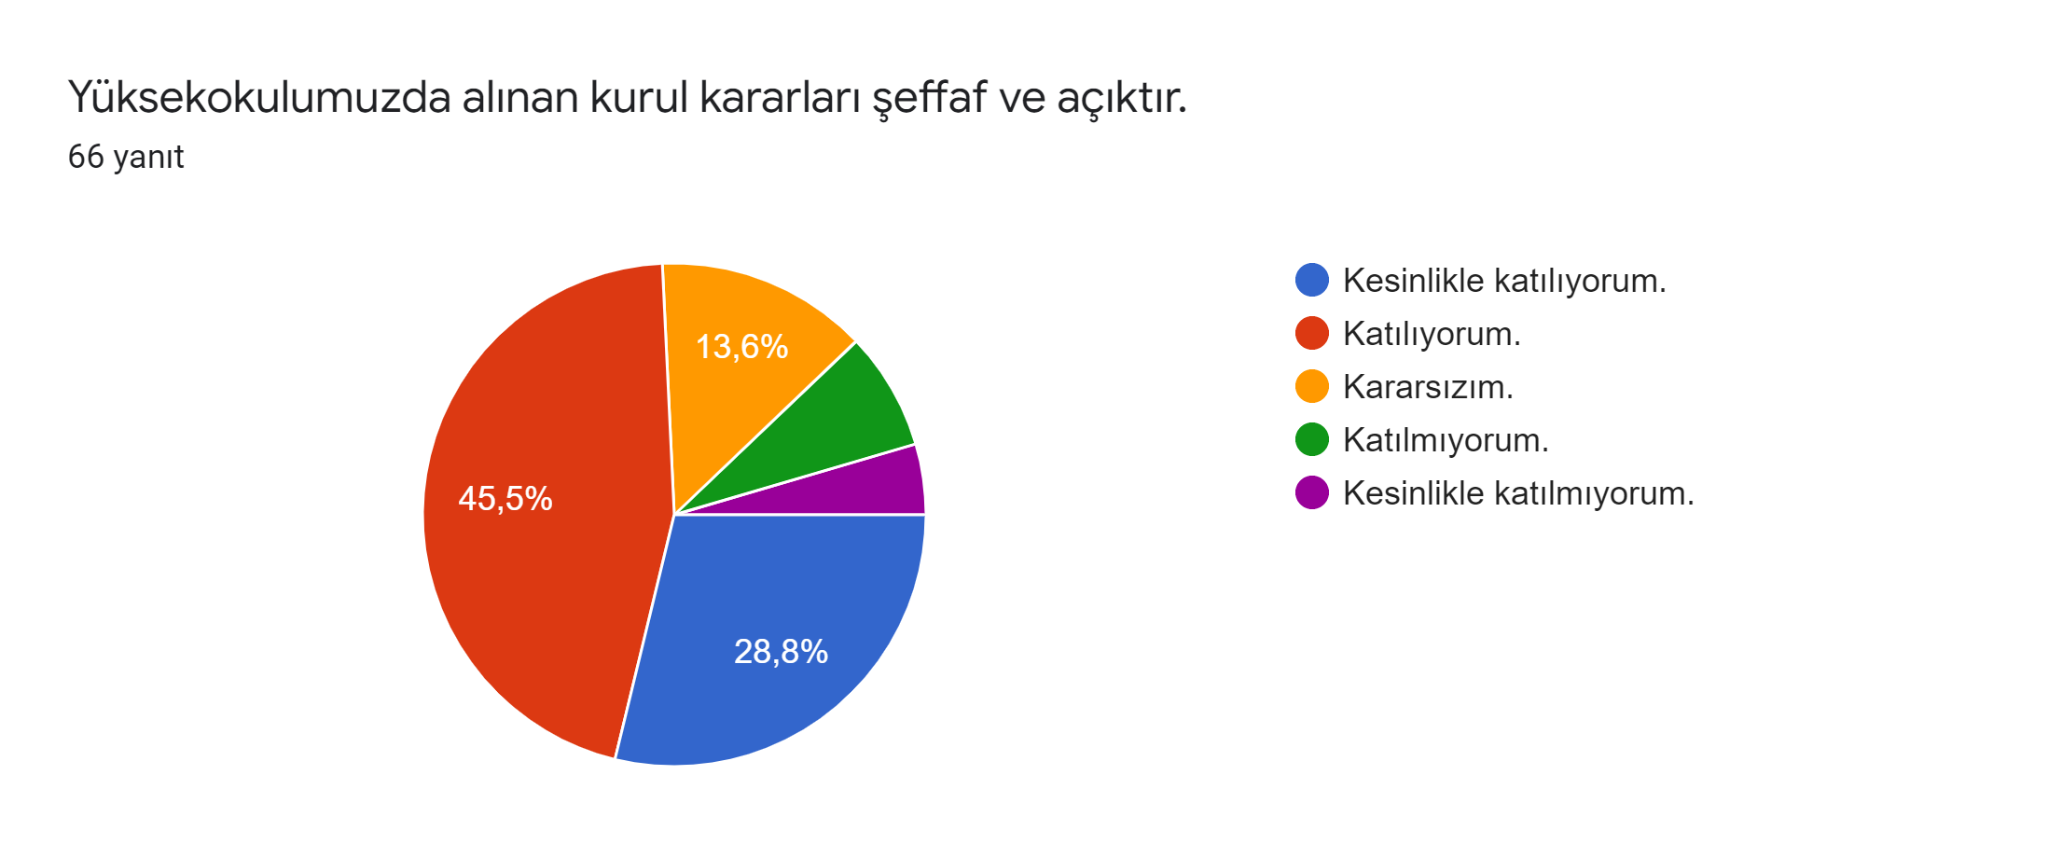 Yüksekokulumuzda alınan kurul kararları şeffaf ve açıktır.
66 yanıt
13,6%
45,5%
28,8%
Kesinlikle katılıyorum.
Katılıyorum.
Kararsızım.
Katılmıyorum.
Kesinlikle katılmıyorum.